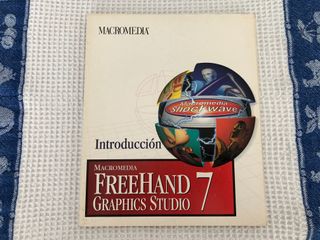 MACROMEDIA®
Macromedia
shockwave
Introducción
MACROMEDIA
FREEHAND 7
GRAPHICS STUDIO